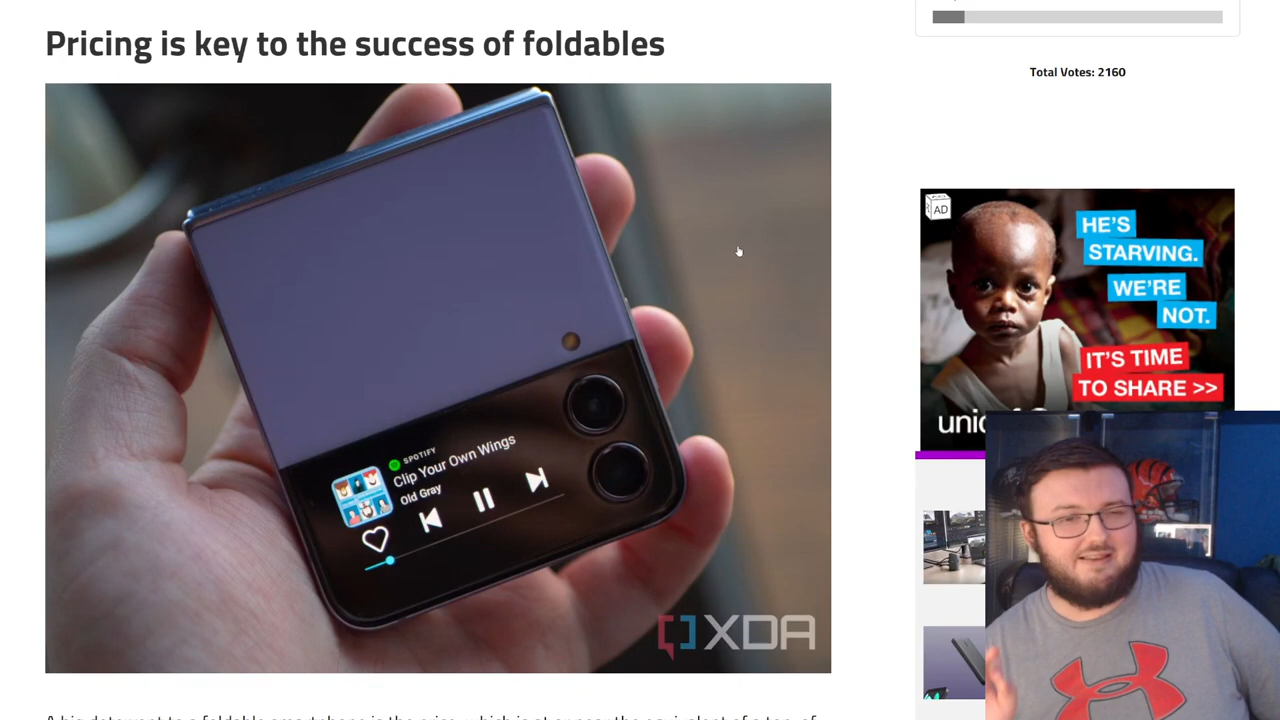 Pricing is key to the success of foldables
Total Votes: 2160
AD
HE'S
STARVING.
WE'RE
NOT.
IT'S TIME
TO SHARE >>
SPOTIFY
Clip Your Own Wings
Old Gray
XDA